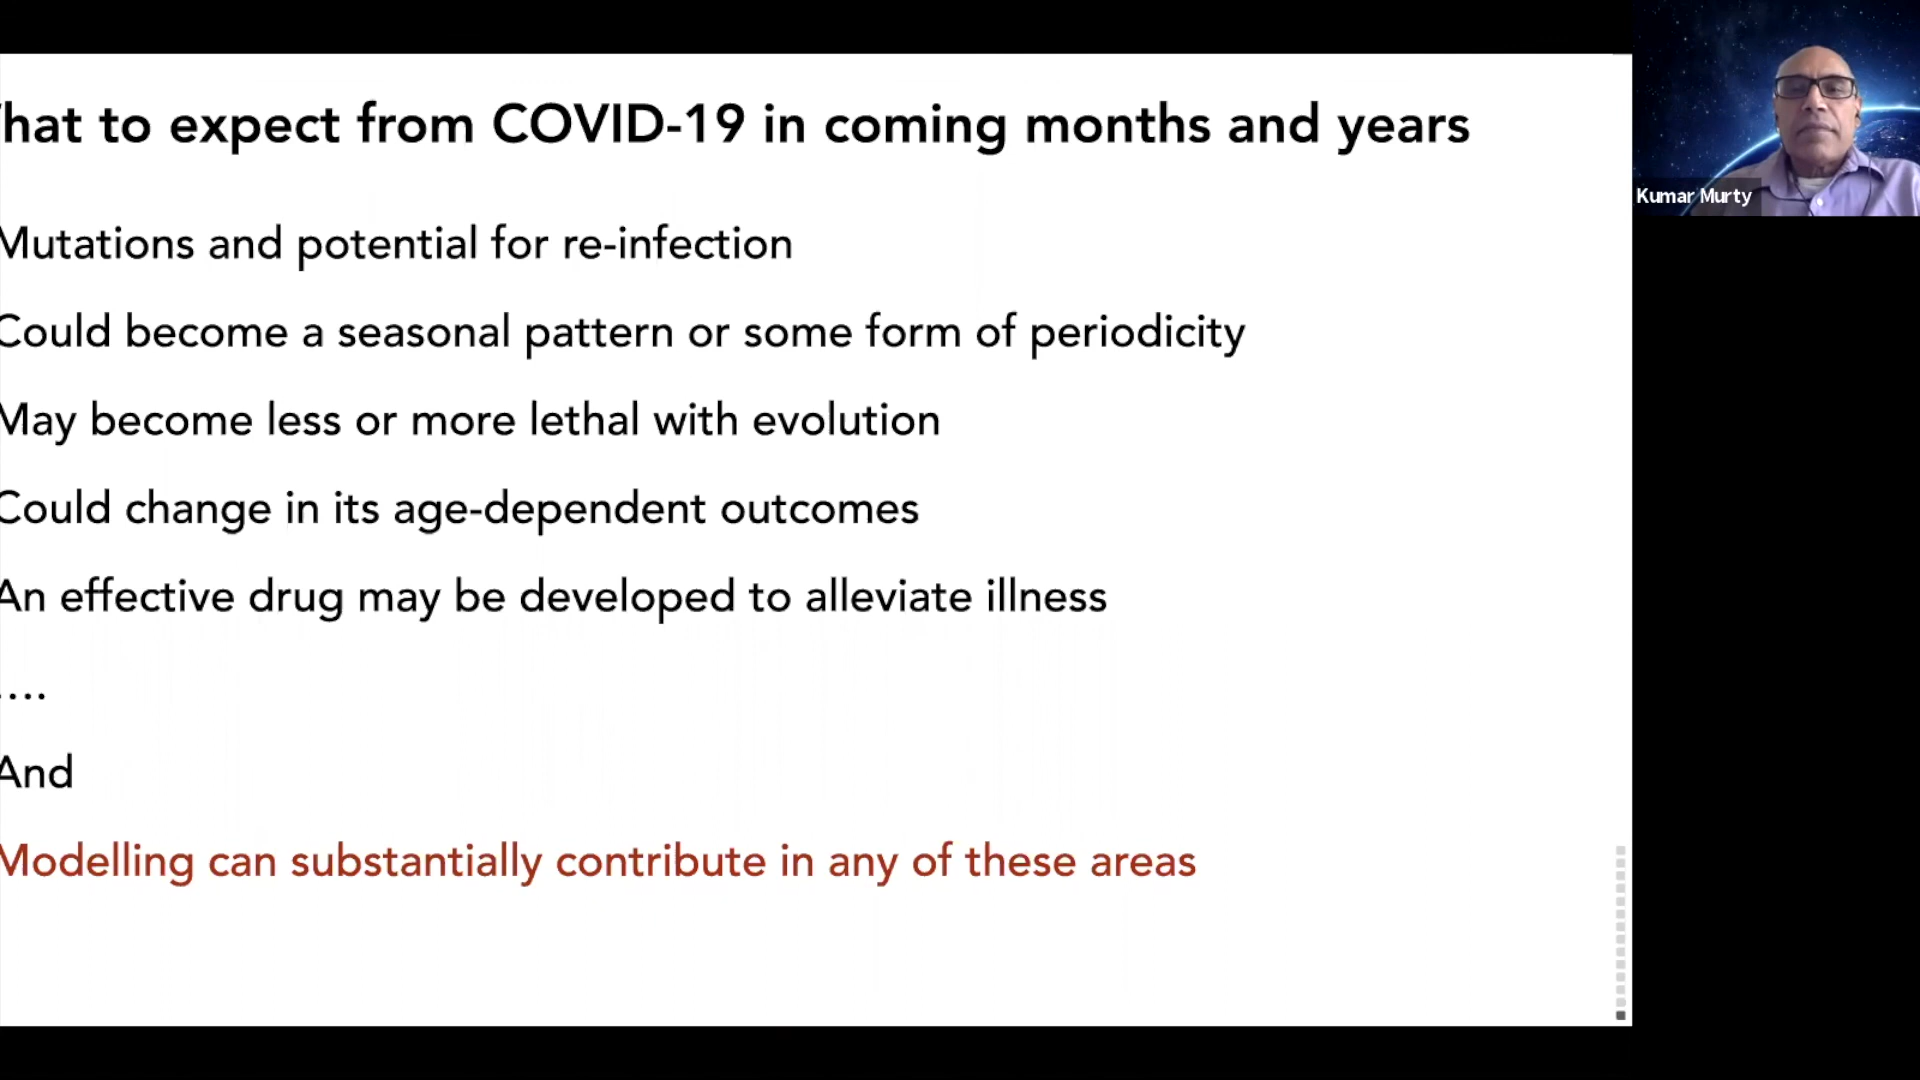 hat to expect from COVID-19 in coming months and years
Mutations and potential for re-infection
Could become a seasonal pattern or some form of periodicity
May become less or more lethal with evolution
Could change in its age-dependent outcomes
An effective drug may be developed to alleviate illness
....
And
Modelling can substantially contribute in any of these areas
Kumar Murty